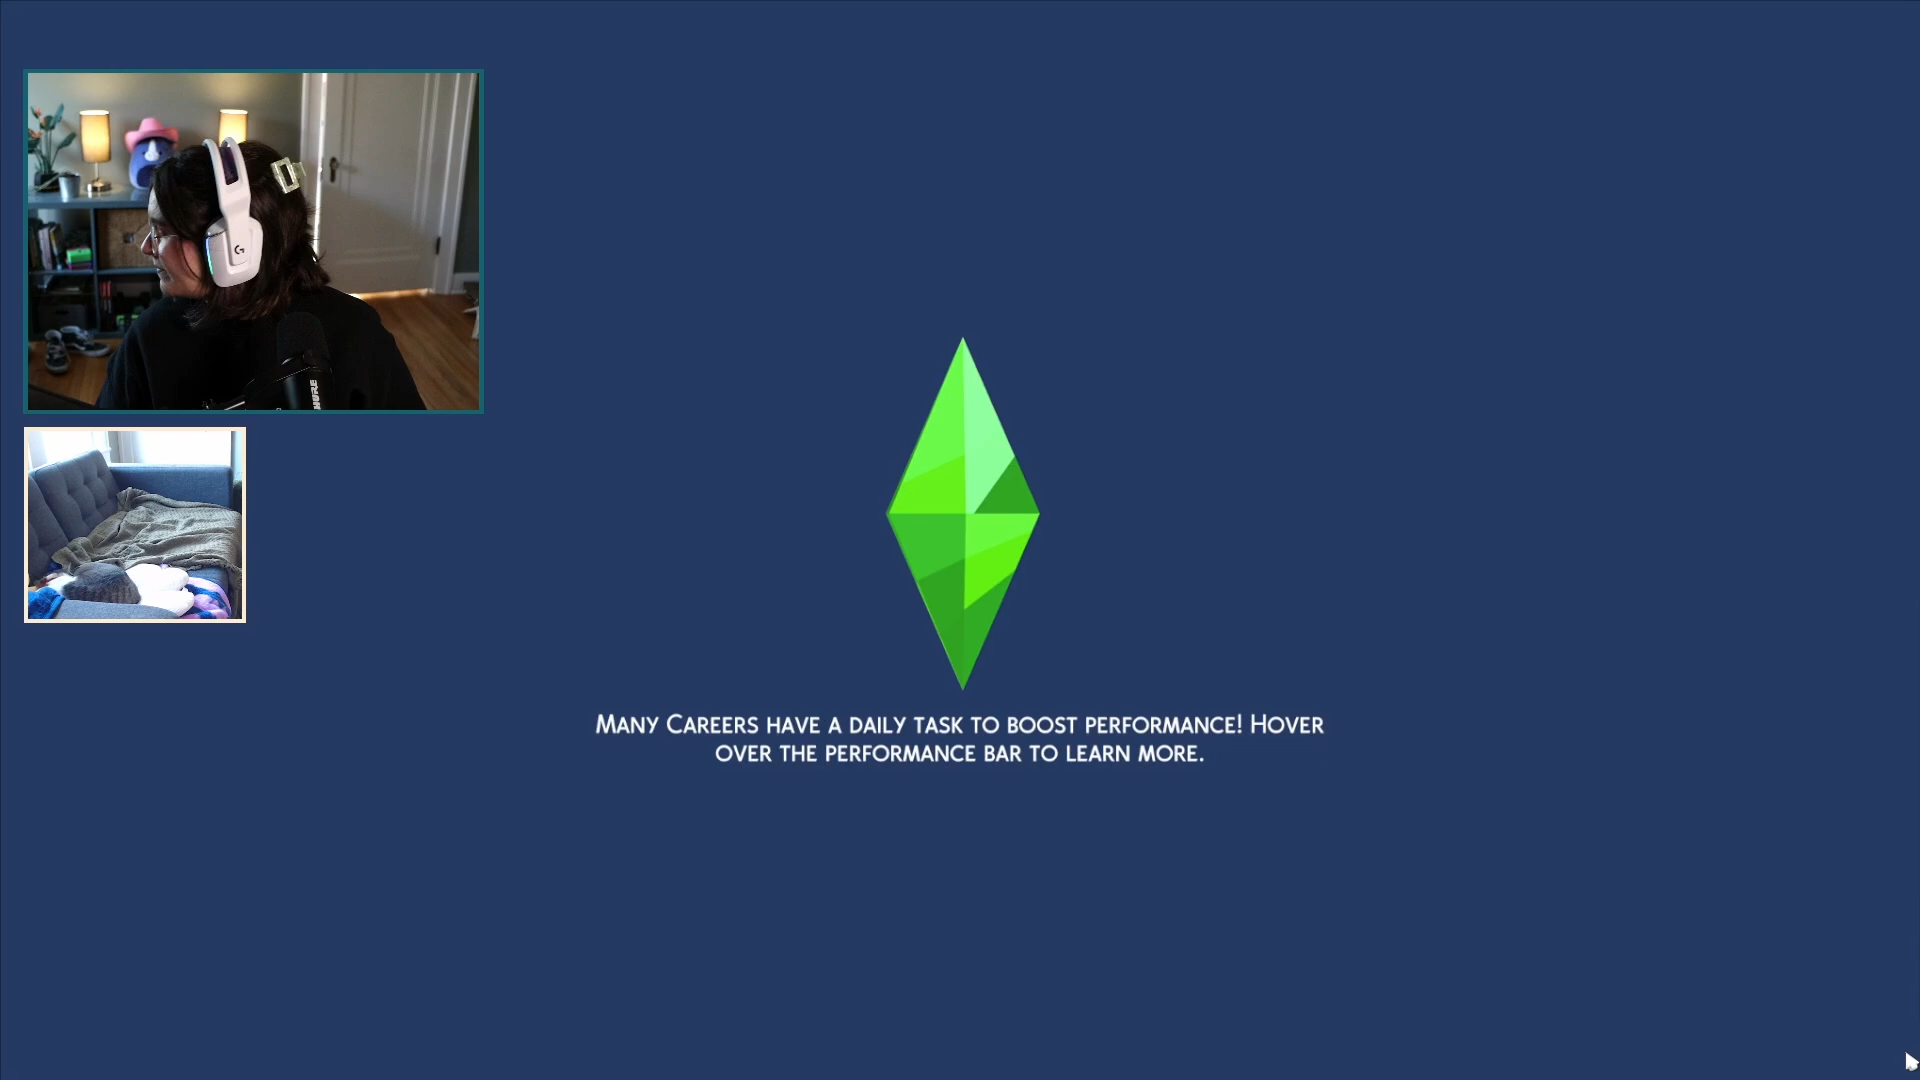 MANY CAREERS HAVE A DAILY TASK TO BOOST PERFORMANCE! HOVER
OVER THE PERFORMANCE BAR TO LEARN MORE.